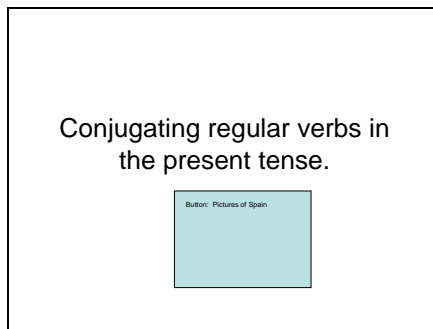 Conjugating regular verbs in
the present tense.
Button: Pictures of Spain